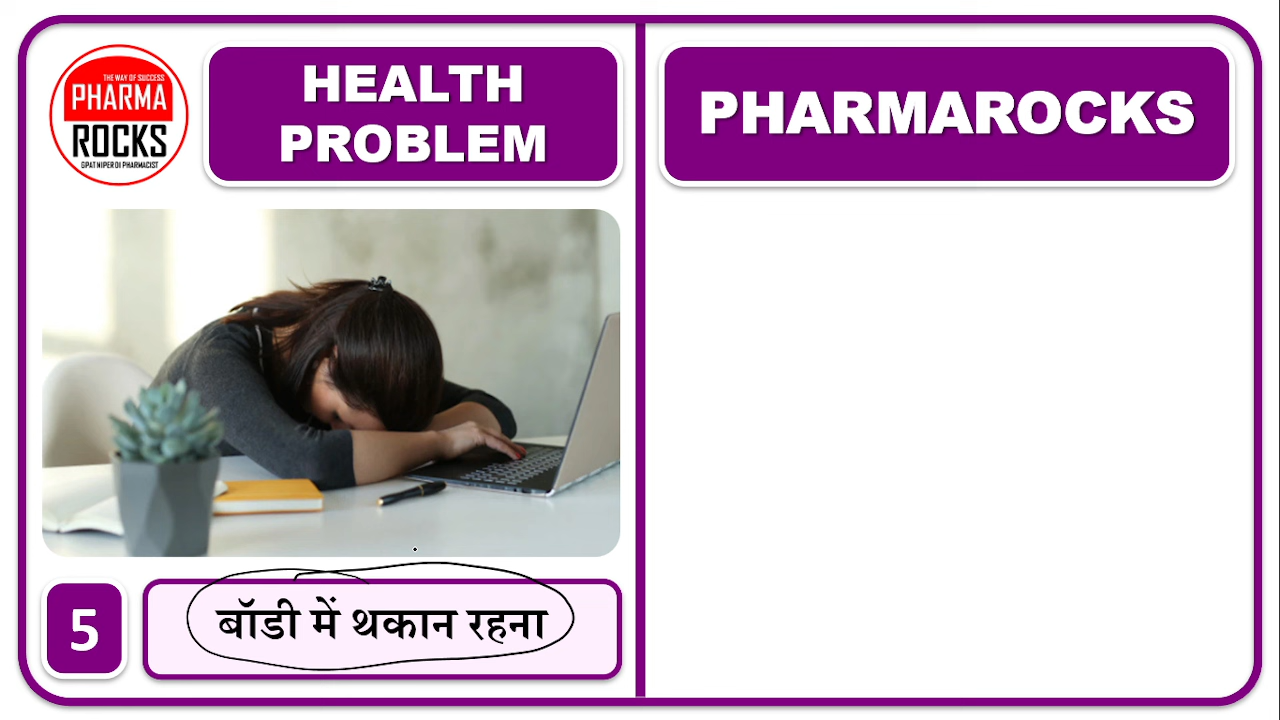 THE WAY OF SUCCESS
PHARMA
ROCKS
GPAT NIPER DI PHARMACIST
HEALTH
PROBLEM
PHARMAROCKS
5
बॉडी में थकान रहना